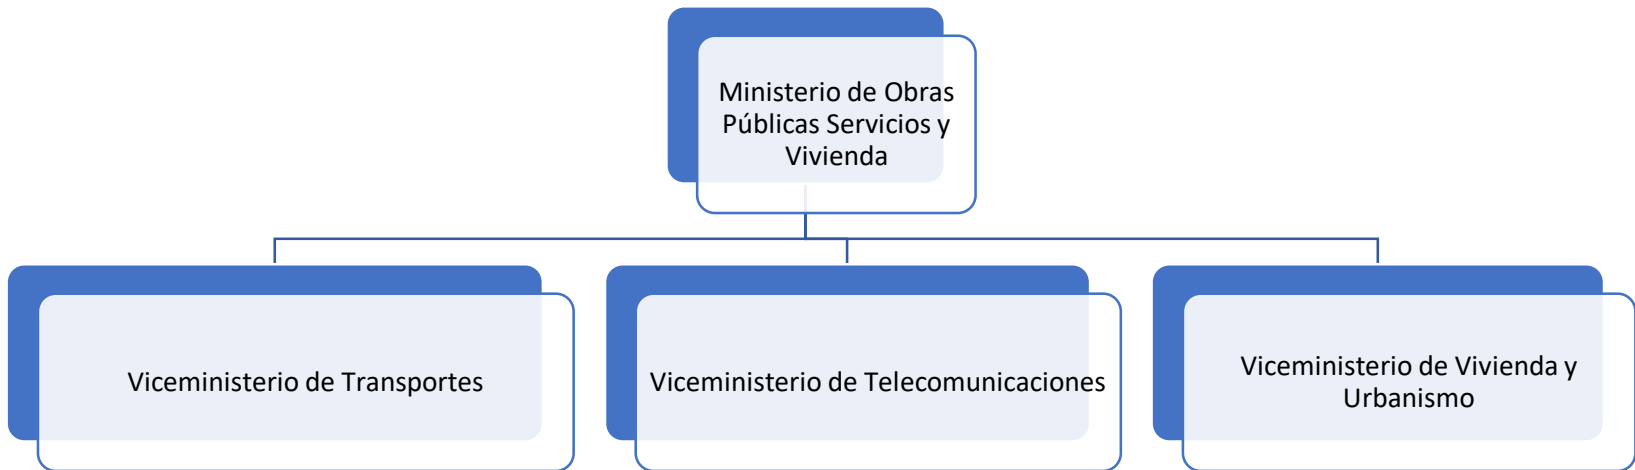 Ministerio de Obras
Públicas Servicios y
Vivienda
Viceministerio de Transportes
Viceministerio de Telecomunicaciones
Viceministerio de Vivienda y
Urbanismo